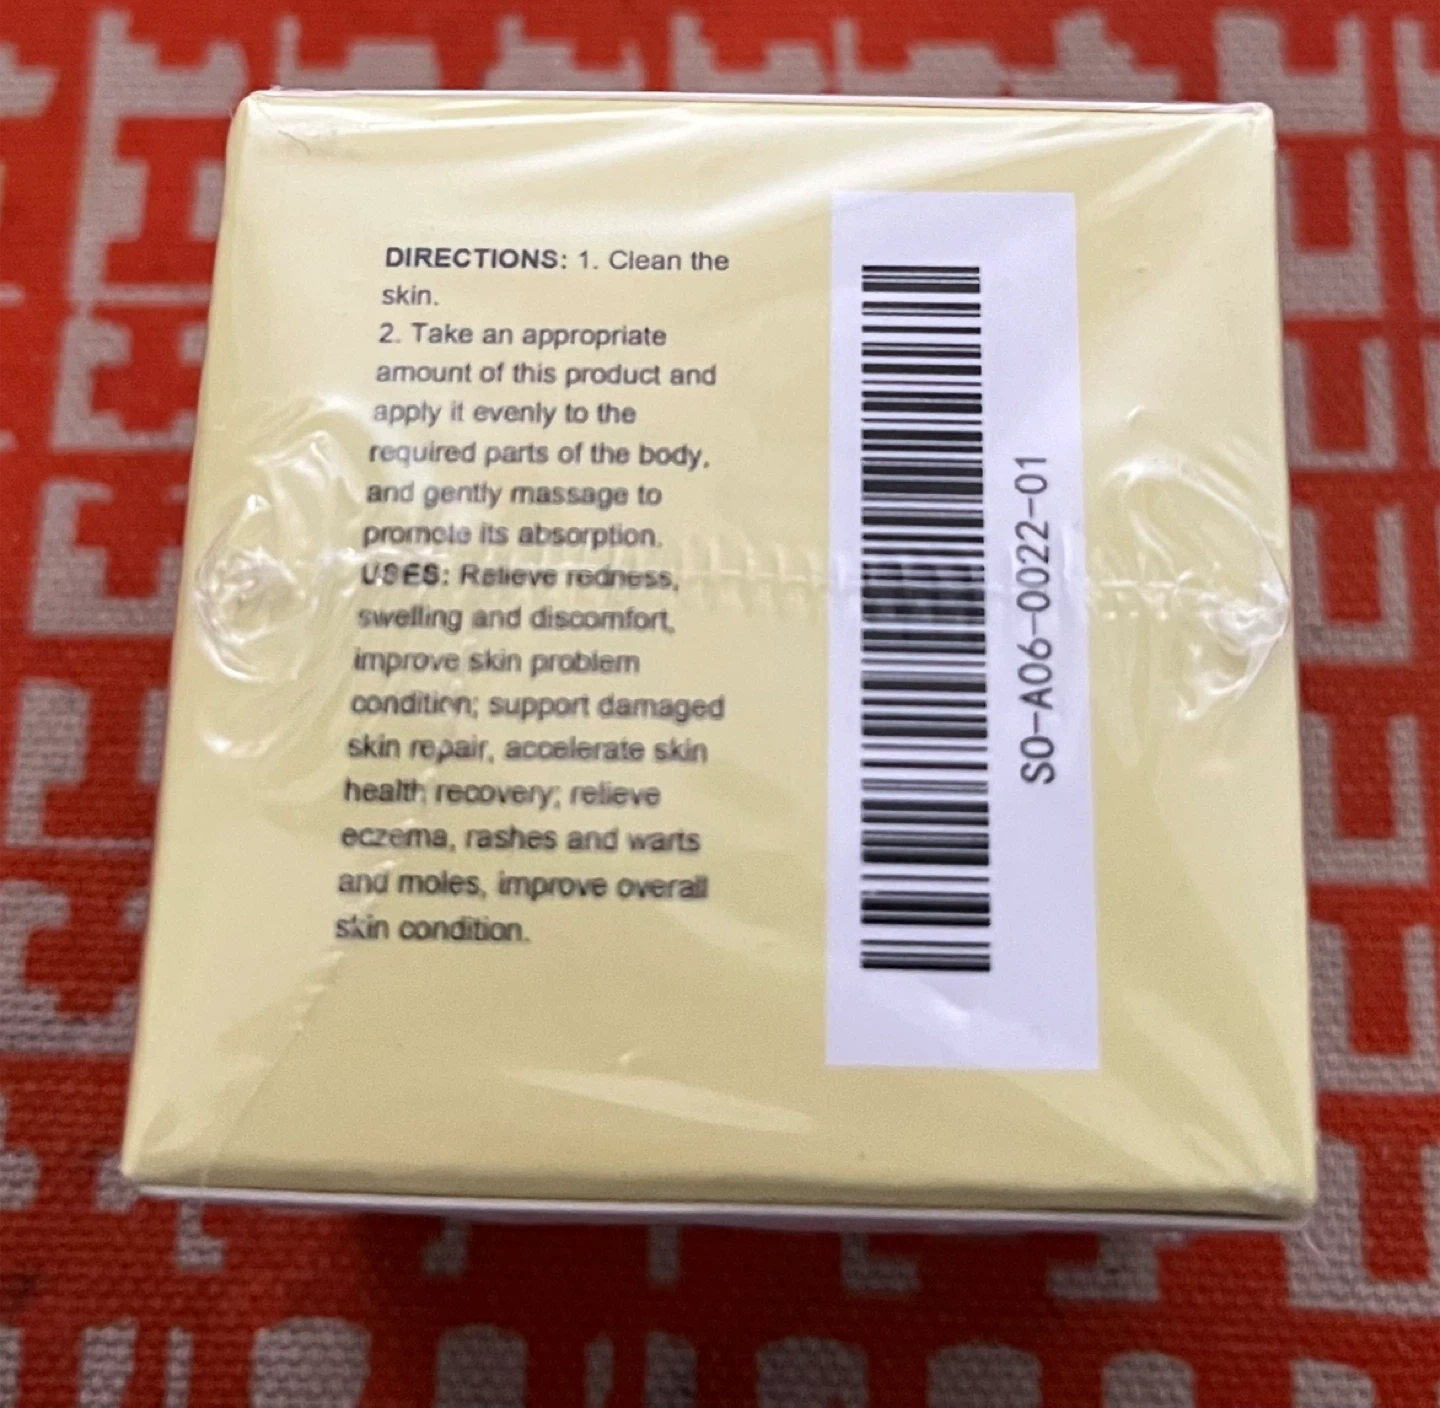 DIRECTIONS: 1. Clean the
skin.
2. Take an appropriate
amount of this product and
apply it evenly to the
required parts of the body,
and gently massage to
promote its absorption.
USES: Relieve redness,
swelling and discomfort,
improve skin problem
condition; support damaged
skin repair, accelerate skin
health recovery; relieve
eczema, rashes and warts
and moles, improve overall
skin condition.
SO-A06-0022-01